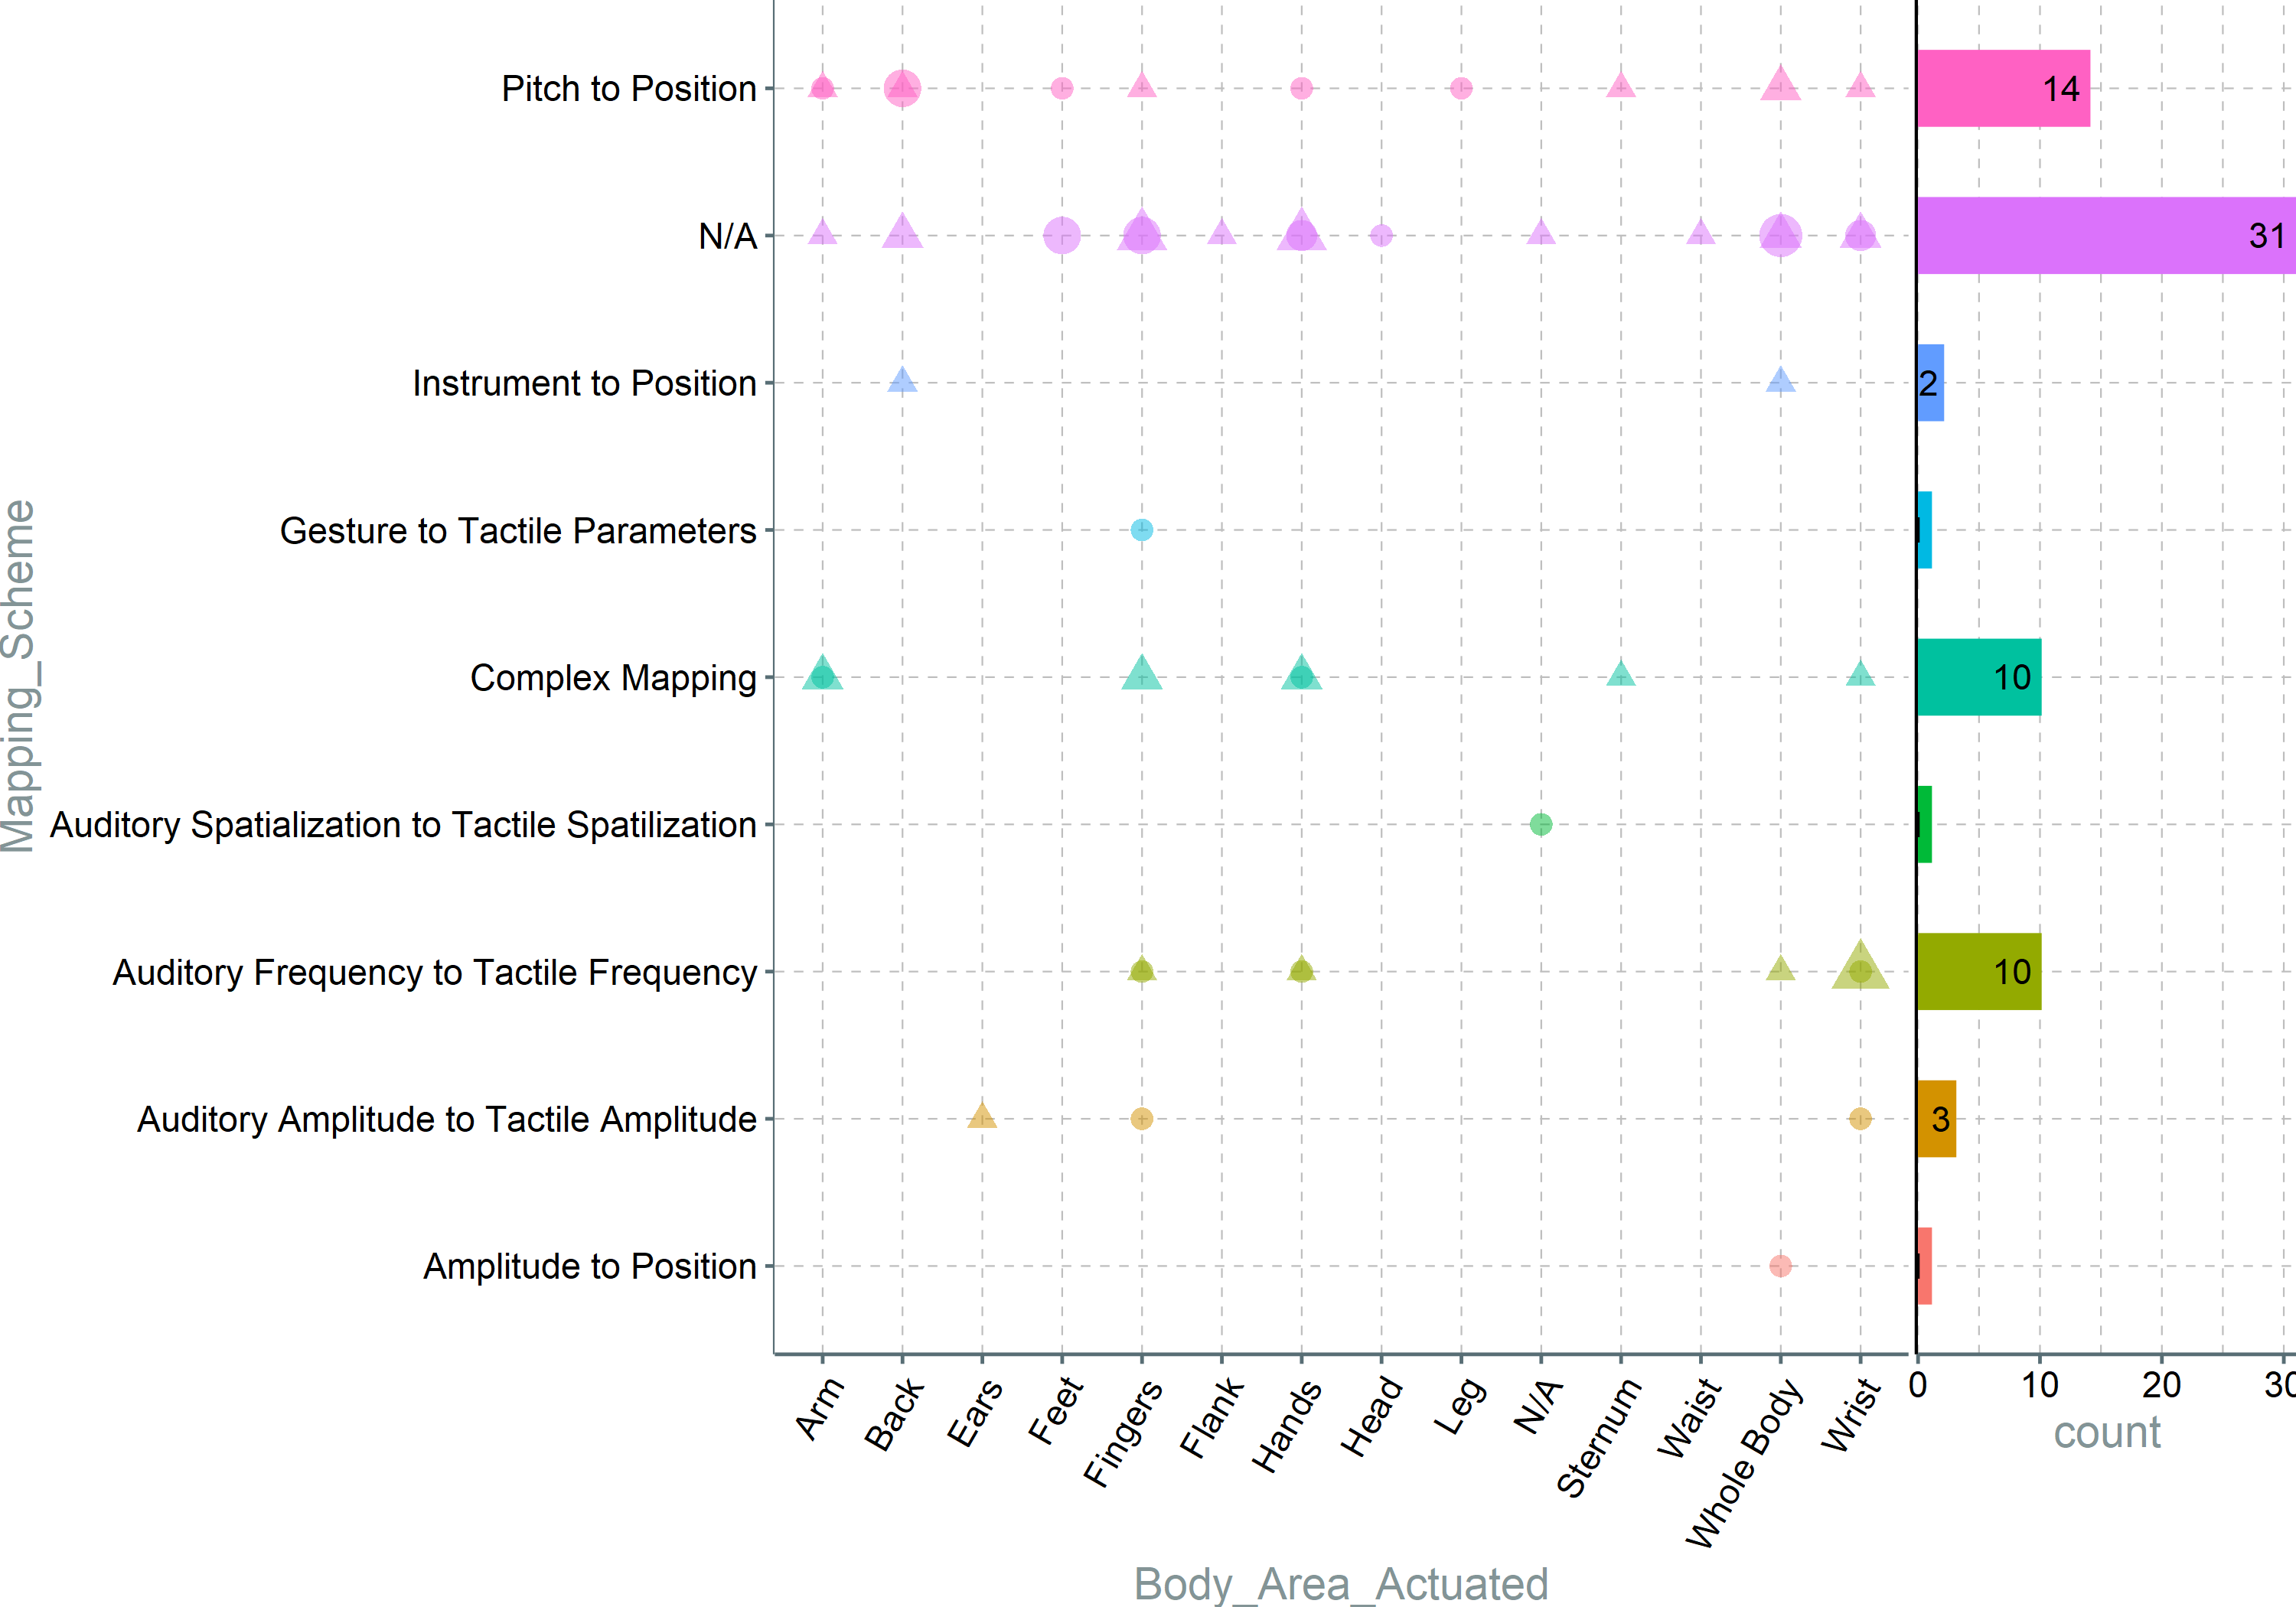 Pitch to Position
14
N/A
31
Instrument to Position
2
Gesture to Tactile Parameters
Complex Mapping
10
Auditory Spatialization to Tactile Spatilization
Auditory Frequency to Tactile Frequency
10
Auditory Amplitude to Tactile Amplitude
3
Amplitude to Position
Mapping_Scheme
Arm
Back
Ears
Feet
Fingers
Flank
Hands
Head
Leg
N/A
Sternum
Waist
Whole Body
Wrist
0 10 20 30
count
Body_Area_Actuated